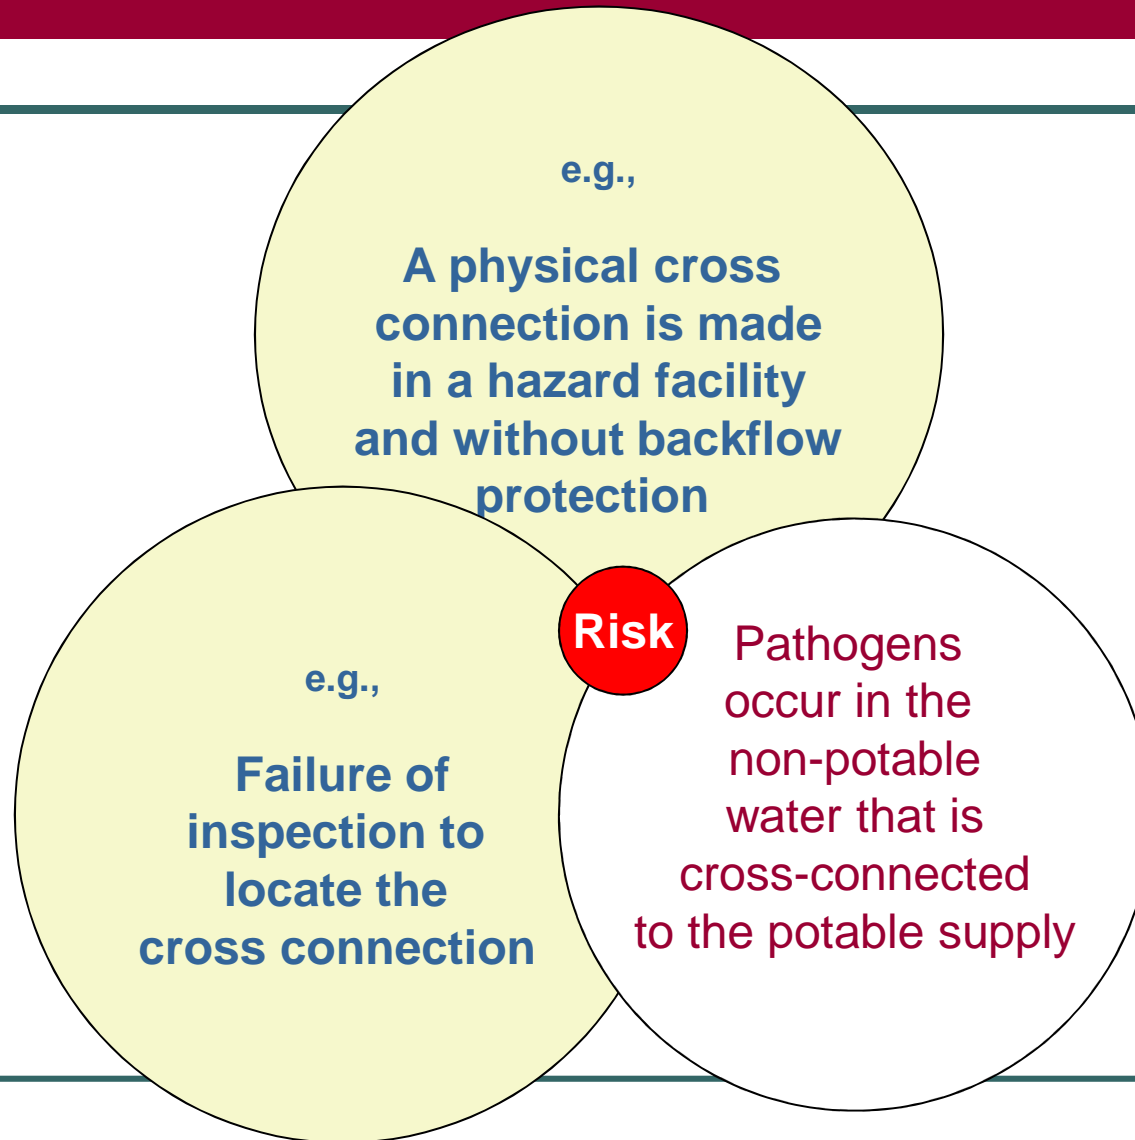 e.g.,
A physical cross
connection is made
in a hazard facility
and without backflow
protection
Risk
e.g.,
Failure of
inspection to
locate the
cross connection
Pathogens
occur in the
non-potable
water that is
cross-connected
to the potable supply